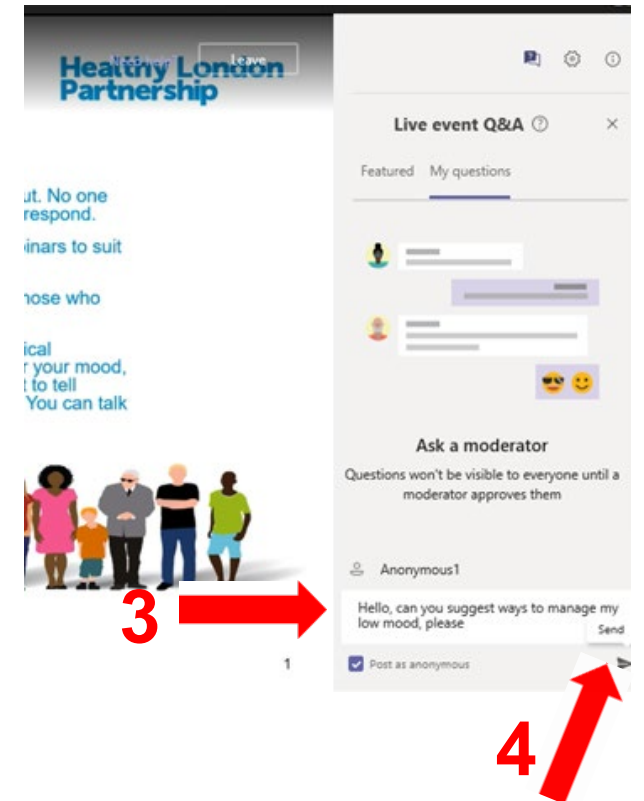 Healthy London
Partnership
Leave
ut. No one
respond.
inars to suit
hose who
ical
r your mood,
t to tell
You can talk
1
Live event Q&A
Featured My questions
Ask a moderator
Questions won't be visible to everyone until a
moderator approves them
Anonymous1
Hello, can you suggest ways to manage my
low mood, please
Send
Post as anonymous
3
4